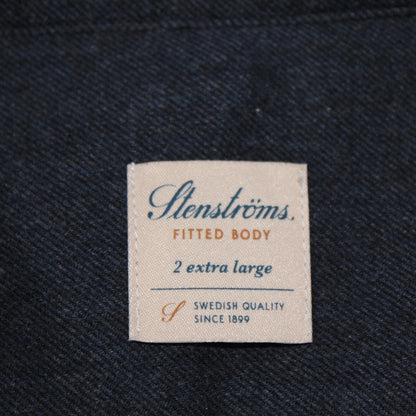 Stenströms.
FITTED BODY
2 extra large
S SWEDISH QUALITY
SINCE 1899